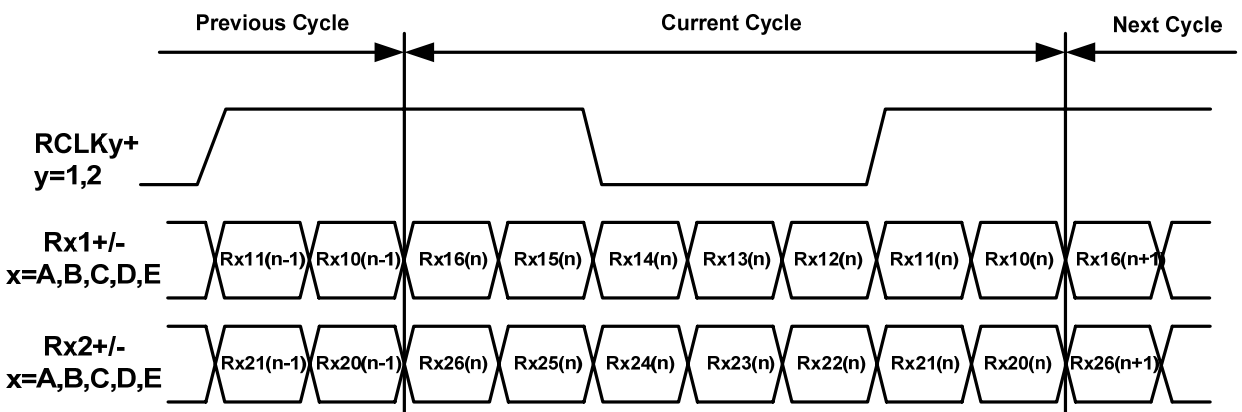 Previous Cycle
Current Cycle
Next Cycle
RCLKy+
y=1,2
Rx1+/-
x=A,B,C,D,E
Rx11(n-1) Rx10(n-1) Rx16(n) Rx15(n) Rx14(n) Rx13(n) Rx12(n) Rx11(n) Rx10(n) Rx16(n+1)
Rx2+/-
x=A,B,C,D,E
Rx21(n-1) Rx20(n-1) Rx26(n) Rx25(n) Rx24(n) Rx23(n) Rx22(n) Rx21(n) Rx20(n) Rx26(n+1)